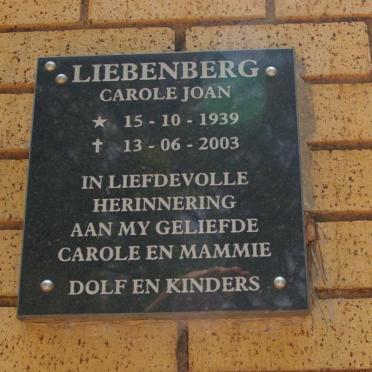 LIEBENBERG
CAROLE JOAN
★ 15 - 10 - 1939
✝ 13 - 06 - 2003
IN LIEFDEVOLLE
HERINNERING
AAN MY GELIEFDE
CAROLE EN MAMMIE
DOLF EN KINDERS